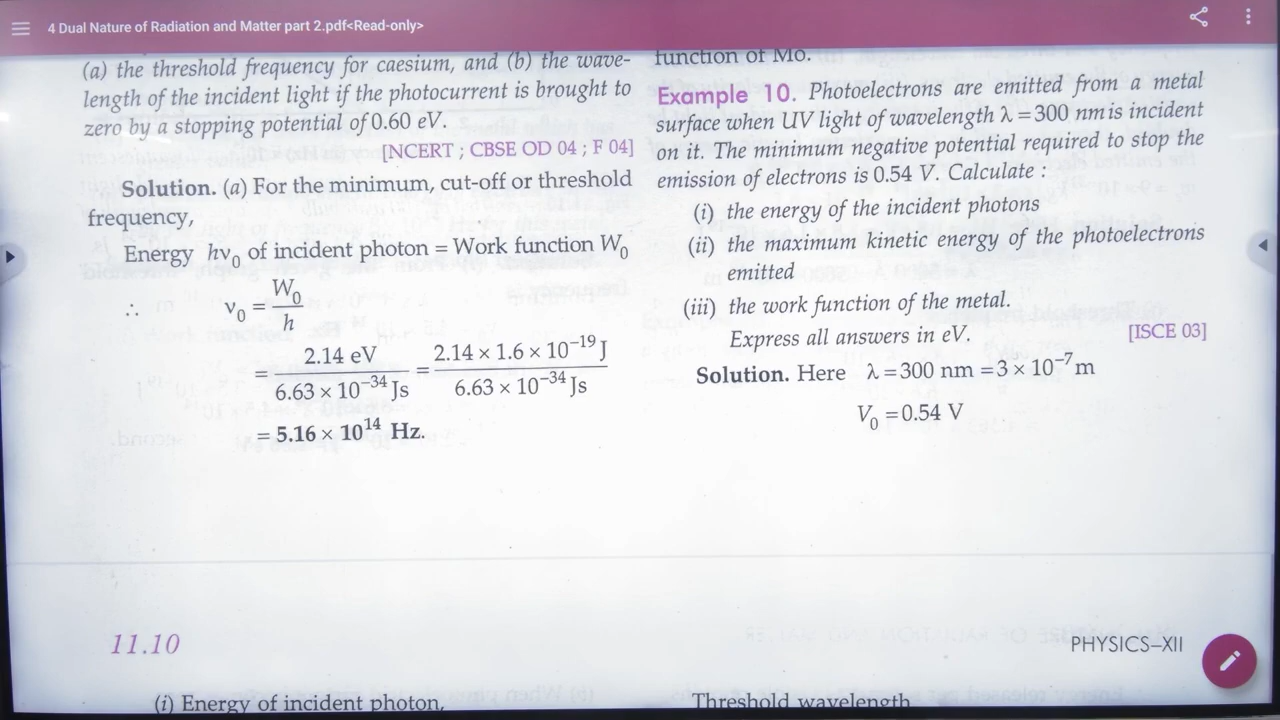 4 Dual Nature of Radiation and Matter part 2.pdf<Read-only>
(a) the threshold frequency for caesium, and (b) the wave-
length of the incident light if the photocurrent is brought to
zero by a stopping potential of 0.60 eV.
[NCERT ; CBSE OD 04 ; F 04]
Solution. (a) For the minimum, cut-off or threshold
frequency,
Energy hν₀ of incident photon = Work function W₀
∴ ν₀ = W₀ / h
= 2.14 eV / 6.63 × 10⁻³⁴ Js = 2.14 × 1.6 × 10⁻¹⁹ J / 6.63 × 10⁻³⁴ Js
= 5.16 × 10¹⁴ Hz.
function of Mo.
Example 10. Photoelectrons are emitted from a metal
surface when UV light of wavelength λ = 300 nm is incident
on it. The minimum negative potential required to stop the
emission of electrons is 0.54 V. Calculate :
(i) the energy of the incident photons
(ii) the maximum kinetic energy of the photoelectrons
emitted
(iii) the work function of the metal.
Express all answers in eV.
[ISCE 03]
Solution. Here λ = 300 nm = 3 × 10⁻⁷ m
V₀ = 0.54 V
11.10
PHYSICS–XII
(i) Energy of incident photon,
Threshold wavelength